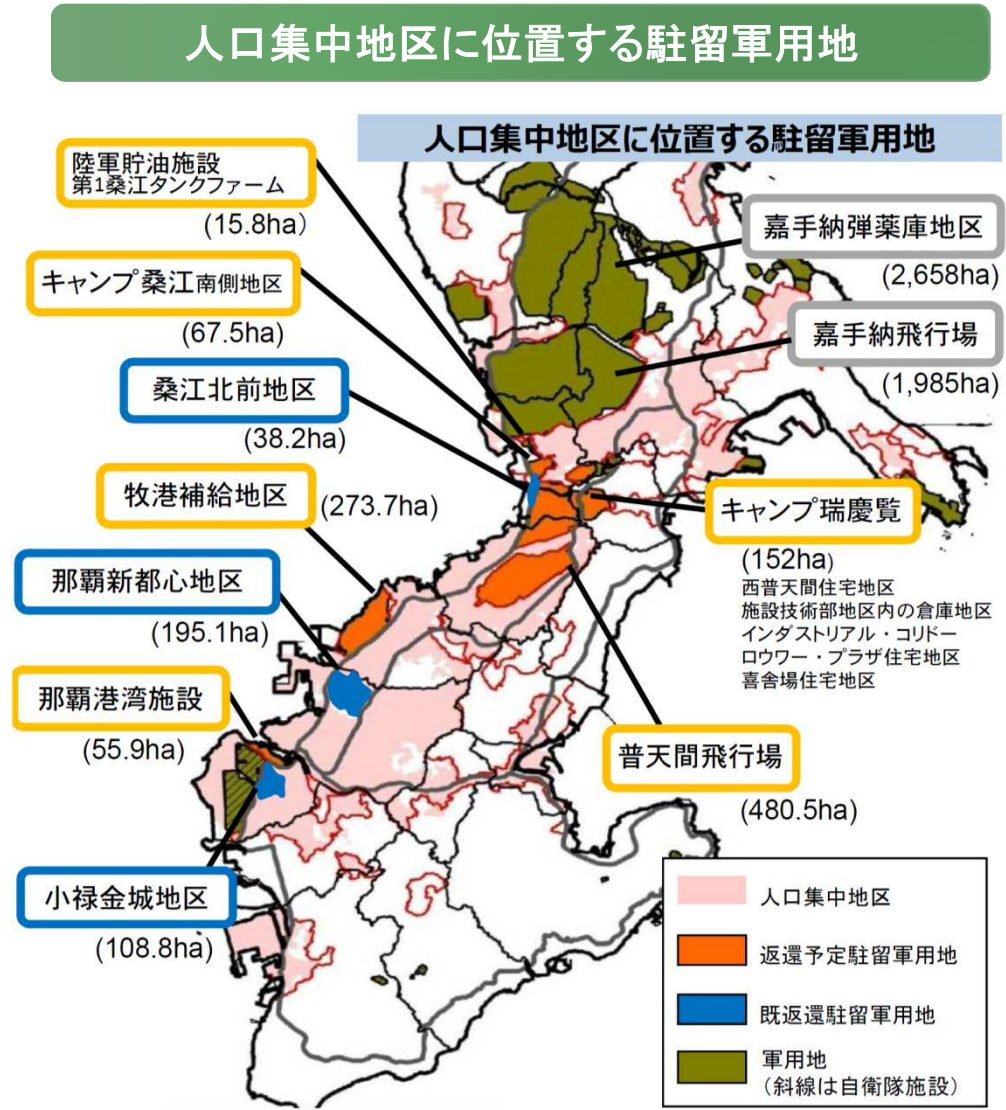 人口集中地区に位置する駐留軍用地
人口集中地区に位置する駐留軍用地
陸軍貯油施設
第1桑江タンクファーム
(15.8ha)
キャンプ桑江南側地区
(67.5ha)
桑江北前地区
(38.2ha)
牧港補給地区
(273.7ha)
那覇新都心地区
(195.1ha)
那覇港湾施設
(55.9ha)
小禄金城地区
(108.8ha)
嘉手納弾薬庫地区
(2,658ha)
嘉手納飛行場
(1,985ha)
キャンプ瑞慶覧
(152ha)
西普天間住宅地区
施設技術部地区内の倉庫地区
インダストリアル・コリドー
ロウワー・プラザ住宅地区
喜舎場住宅地区
普天間飛行場
(480.5ha)
人口集中地区
返還予定駐留軍用地
既返還駐留軍用地
軍用地
(斜線は自衛隊施設)